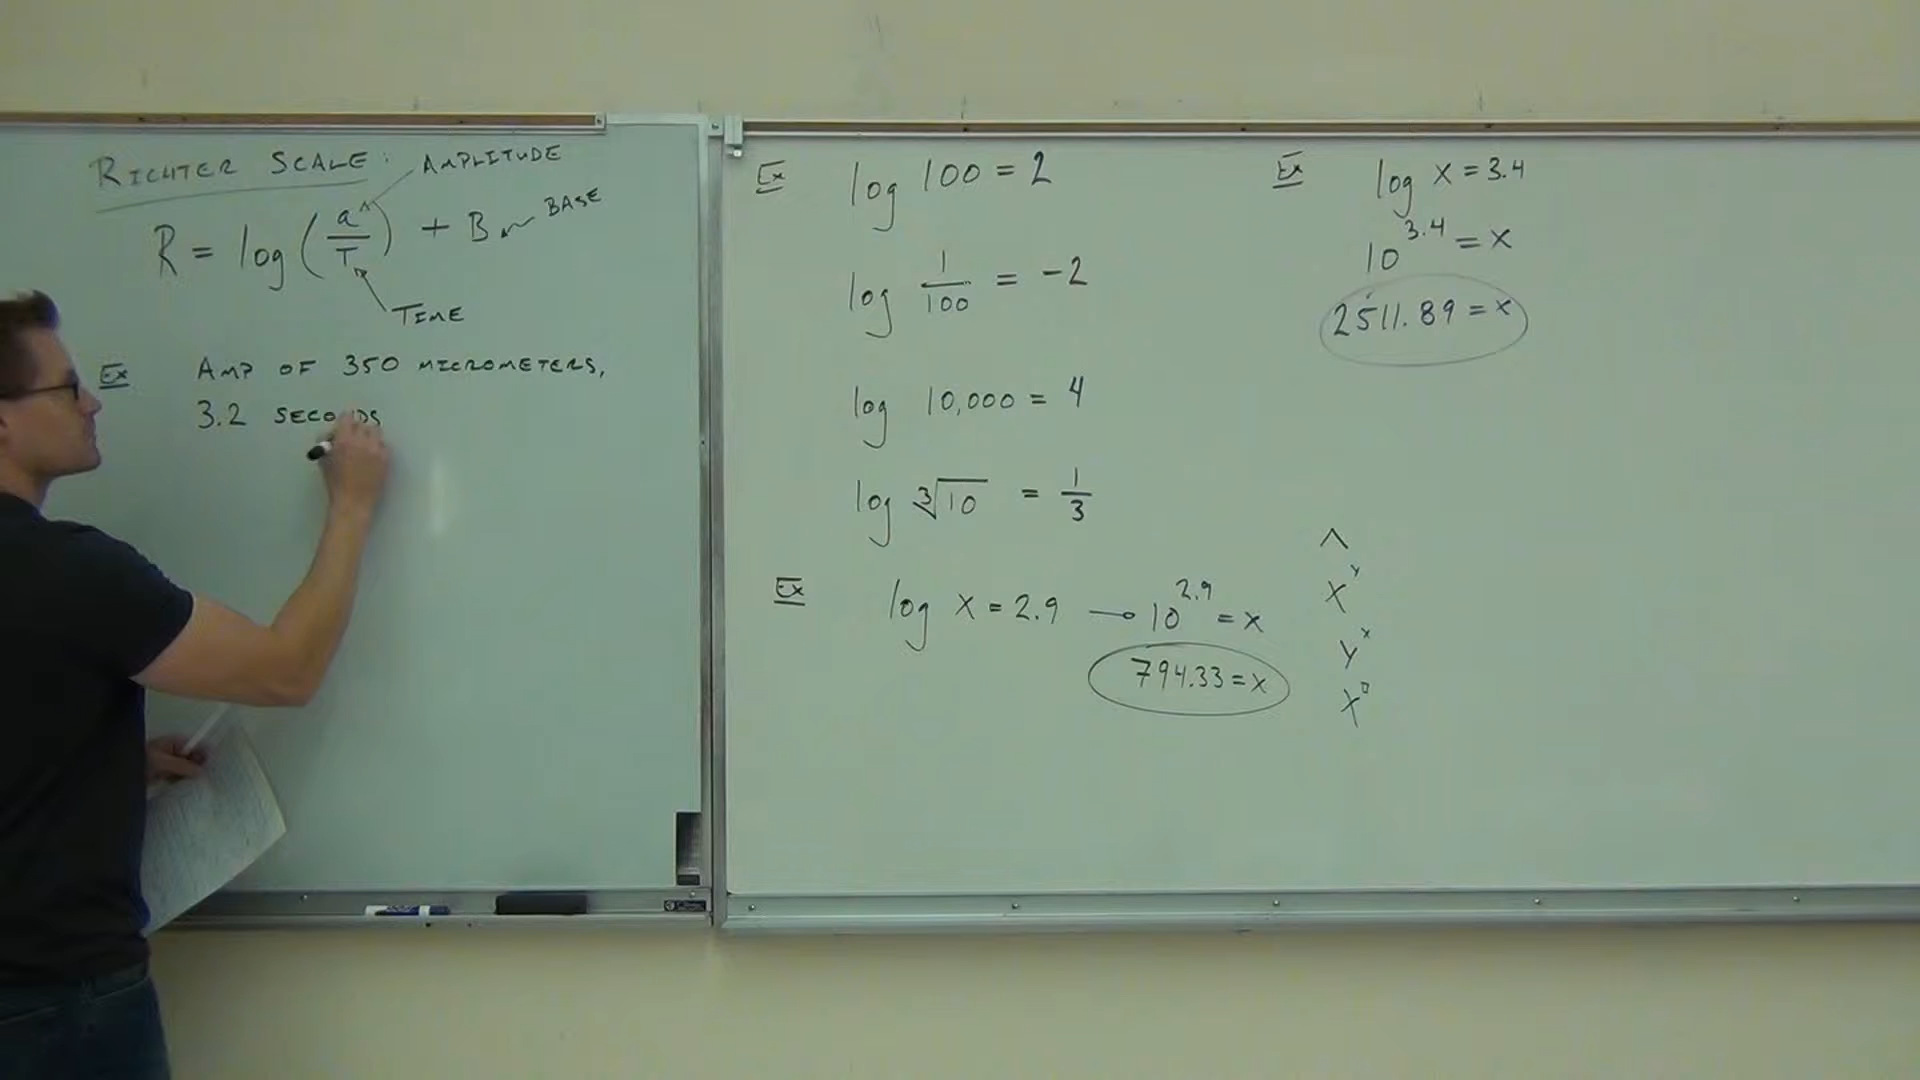 RICHTER SCALE:
AMPLITUDE
R = log(a/T) + B
BASE
TIME
Ex AMP OF 350 MICROMETERS,
3.2 SECONDS
Ex log 100 = 2
log 1/100 = -2
log 10,000 = 4
log ∛10 = 1/3
Ex log x = 2.9 → 10^2.9 = x
794.33 = x
Ex log x = 3.4
10^3.4 = x
2511.89 = x
^
x^y
y^x
x^□